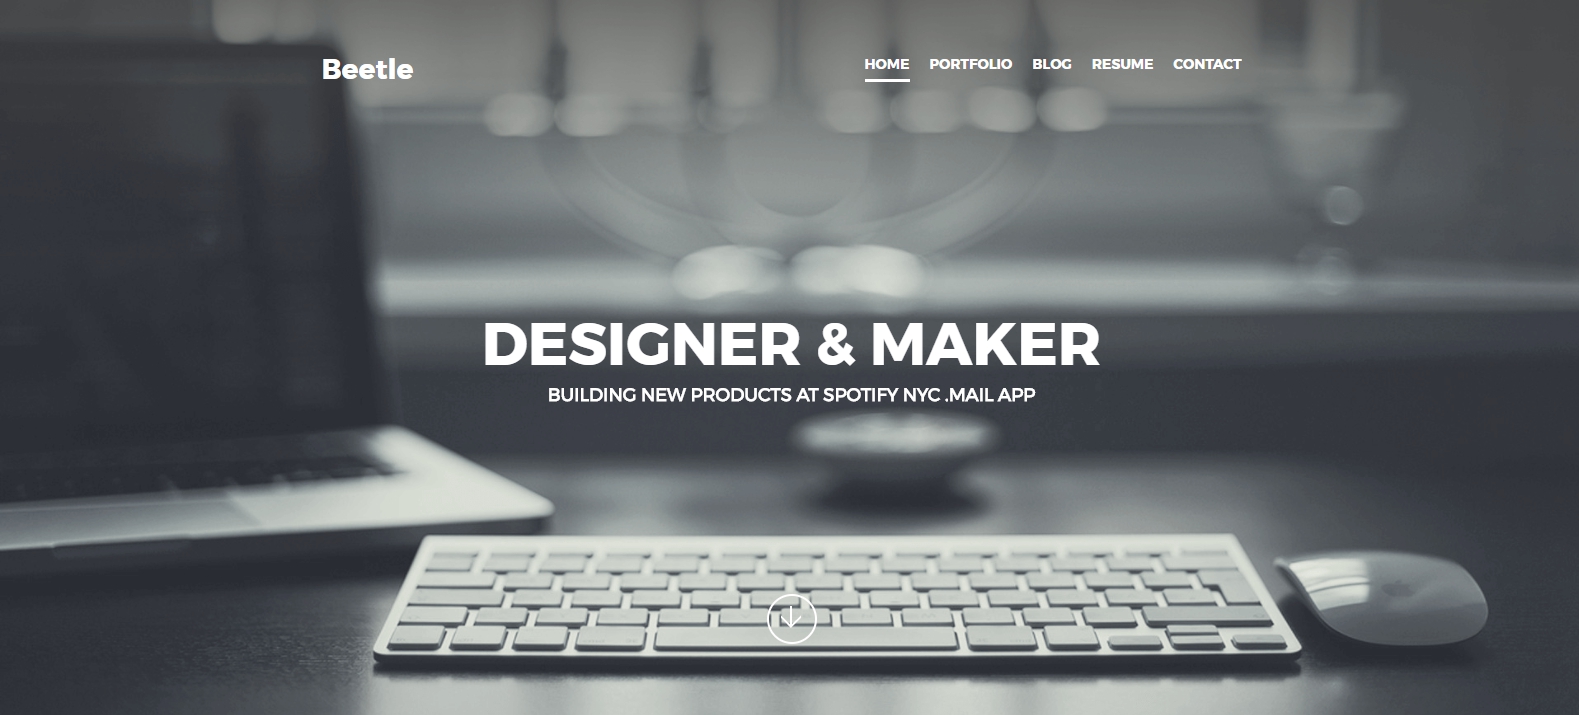 Beetle
HOME PORTFOLIO BLOG RESUME CONTACT
DESIGNER & MAKER
BUILDING NEW PRODUCTS AT SPOTIFY NYC .MAIL APP